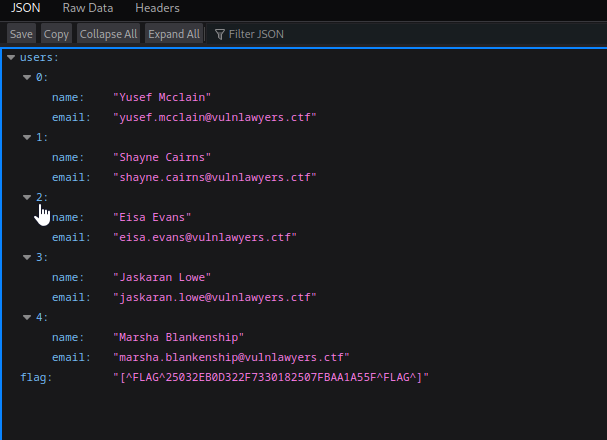 JSON Raw Data Headers
Save Copy Collapse All Expand All Filter JSON
users:
0:
name: "Yusef Mcclain"
email: "yusef.mcclain@vulnlawyers.ctf"
1:
name: "Shayne Cairns"
email: "shayne.cairns@vulnlawyers.ctf"
2:
name: "Eisa Evans"
email: "eisa.evans@vulnlawyers.ctf"
3:
name: "Jaskaran Lowe"
email: "jaskaran.lowe@vulnlawyers.ctf"
4:
name: "Marsha Blankenship"
email: "marsha.blankenship@vulnlawyers.ctf"
flag: "[^FLAG^25032EB0D322F7330182507FBAA1A55F^FLAG^]"